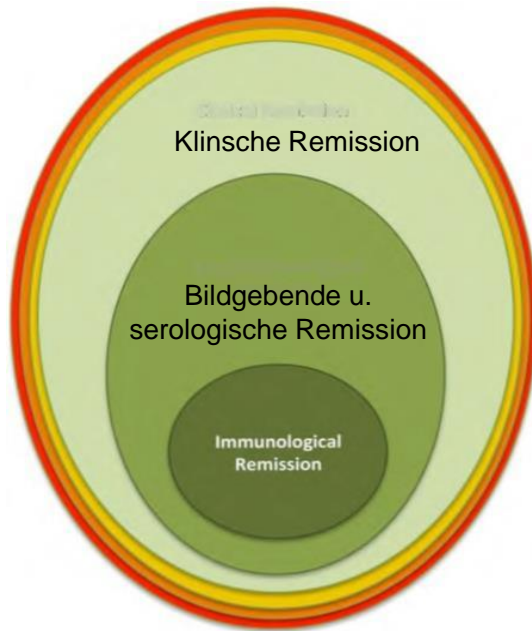 Klinsche Remission
Bildgebende u.
serologische Remission
Immunological
Remission